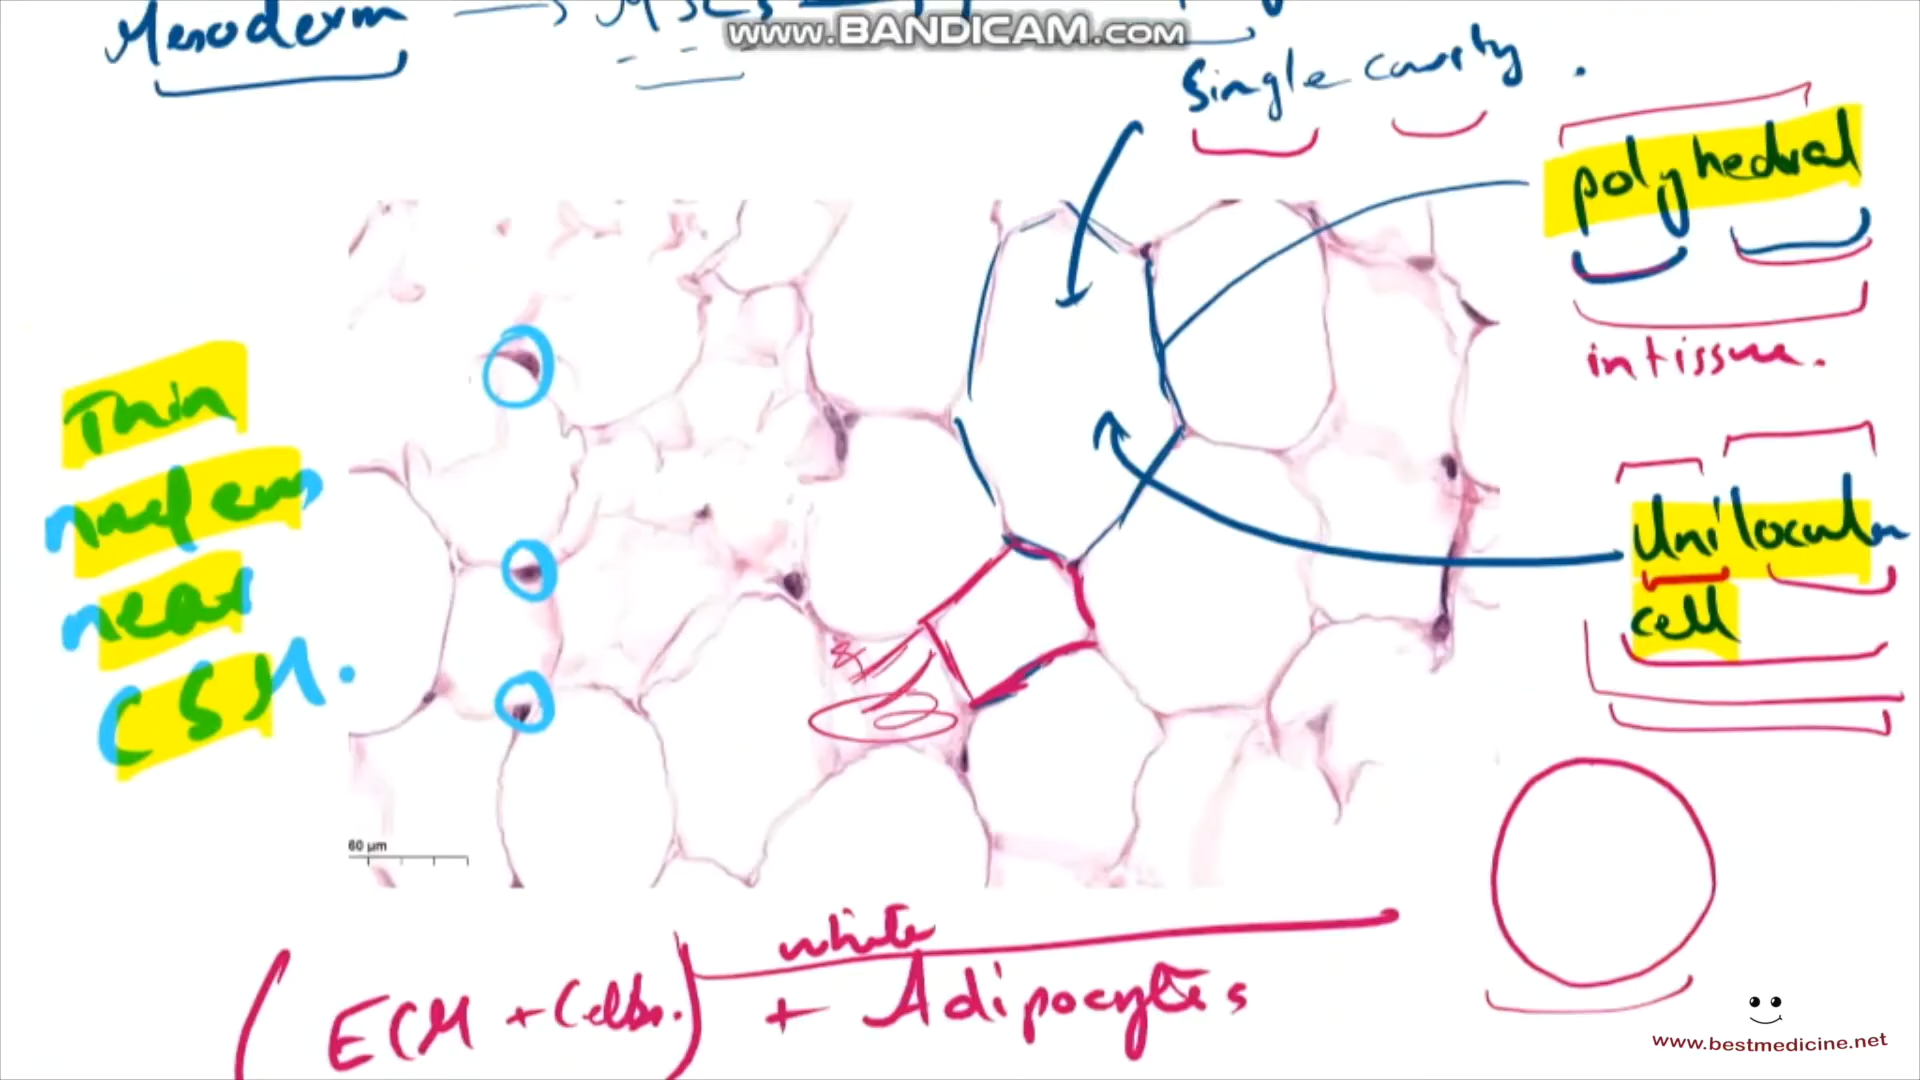 Mesoderm → MSCs
www.BANDICAM.com
Single cavity.
polyhedral
in tissue.
Thin
nucleus
near
CSM.
Unilocular
cell
60 µm
white
(ECM + Cells.) + Adipocytes
www.bestmedicine.net